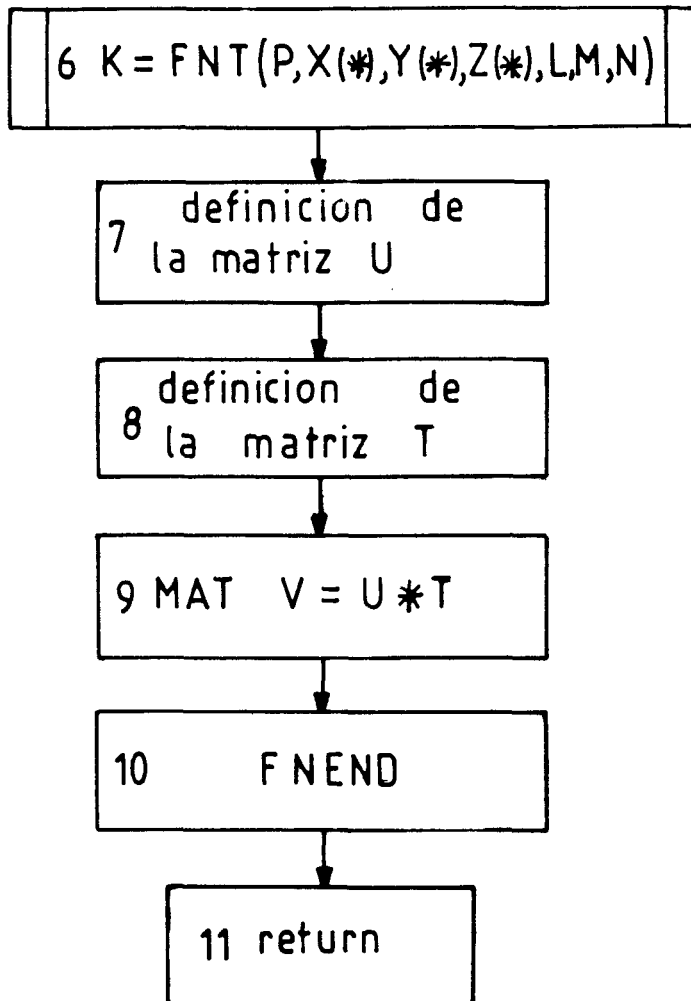 6 K = FNT(P,X(*),Y(*),Z(*),L,M,N)
7 definicion de
la matriz U
8 definicion de
la matriz T
9 MAT V = U * T
10 FNEND
11 return